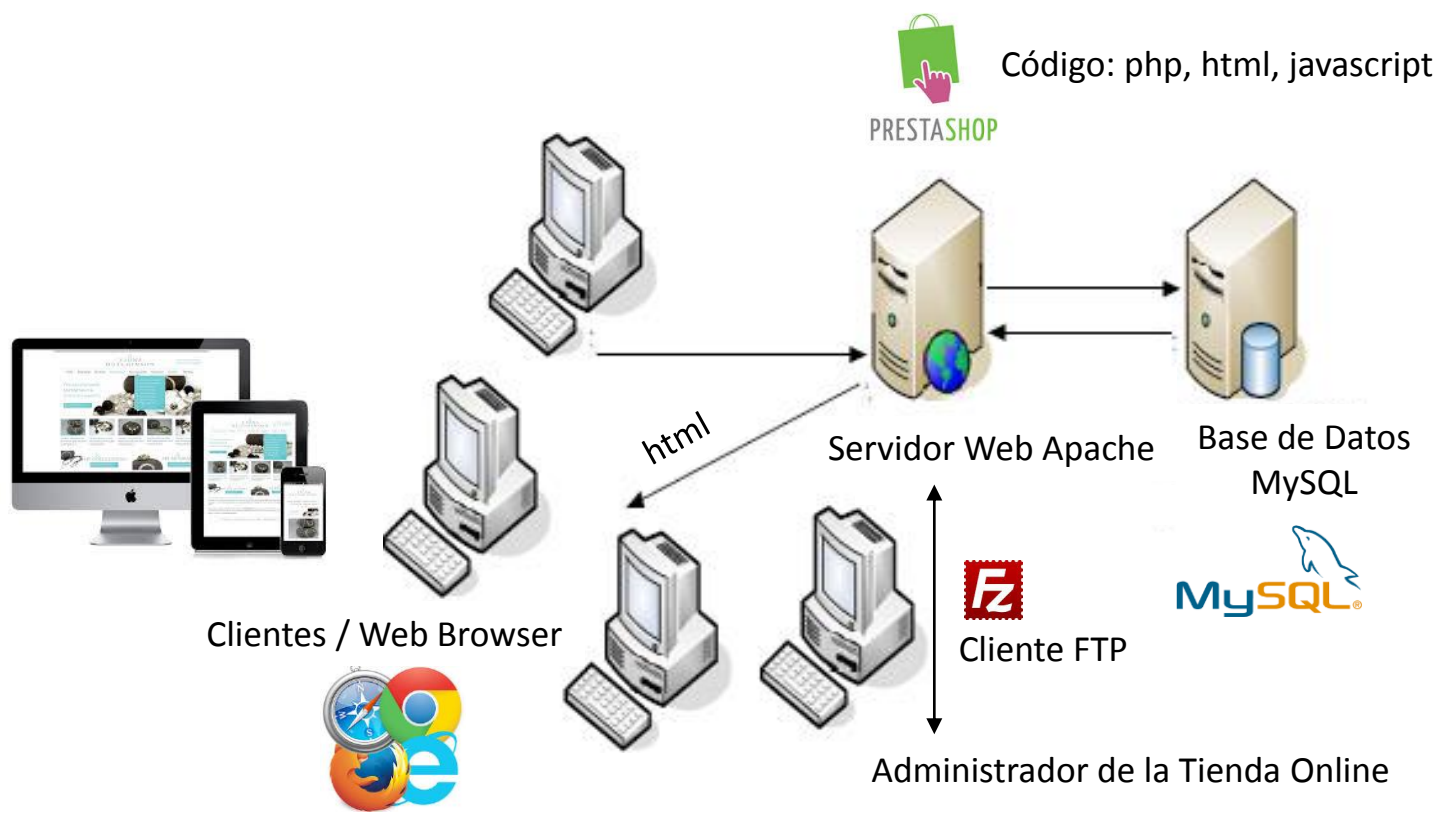 Código: php, html, javascript
PRESTASHOP
html
Servidor Web Apache
Base de Datos
MySQL
MySQL®
Clientes / Web Browser
Cliente FTP
Administrador de la Tienda Online